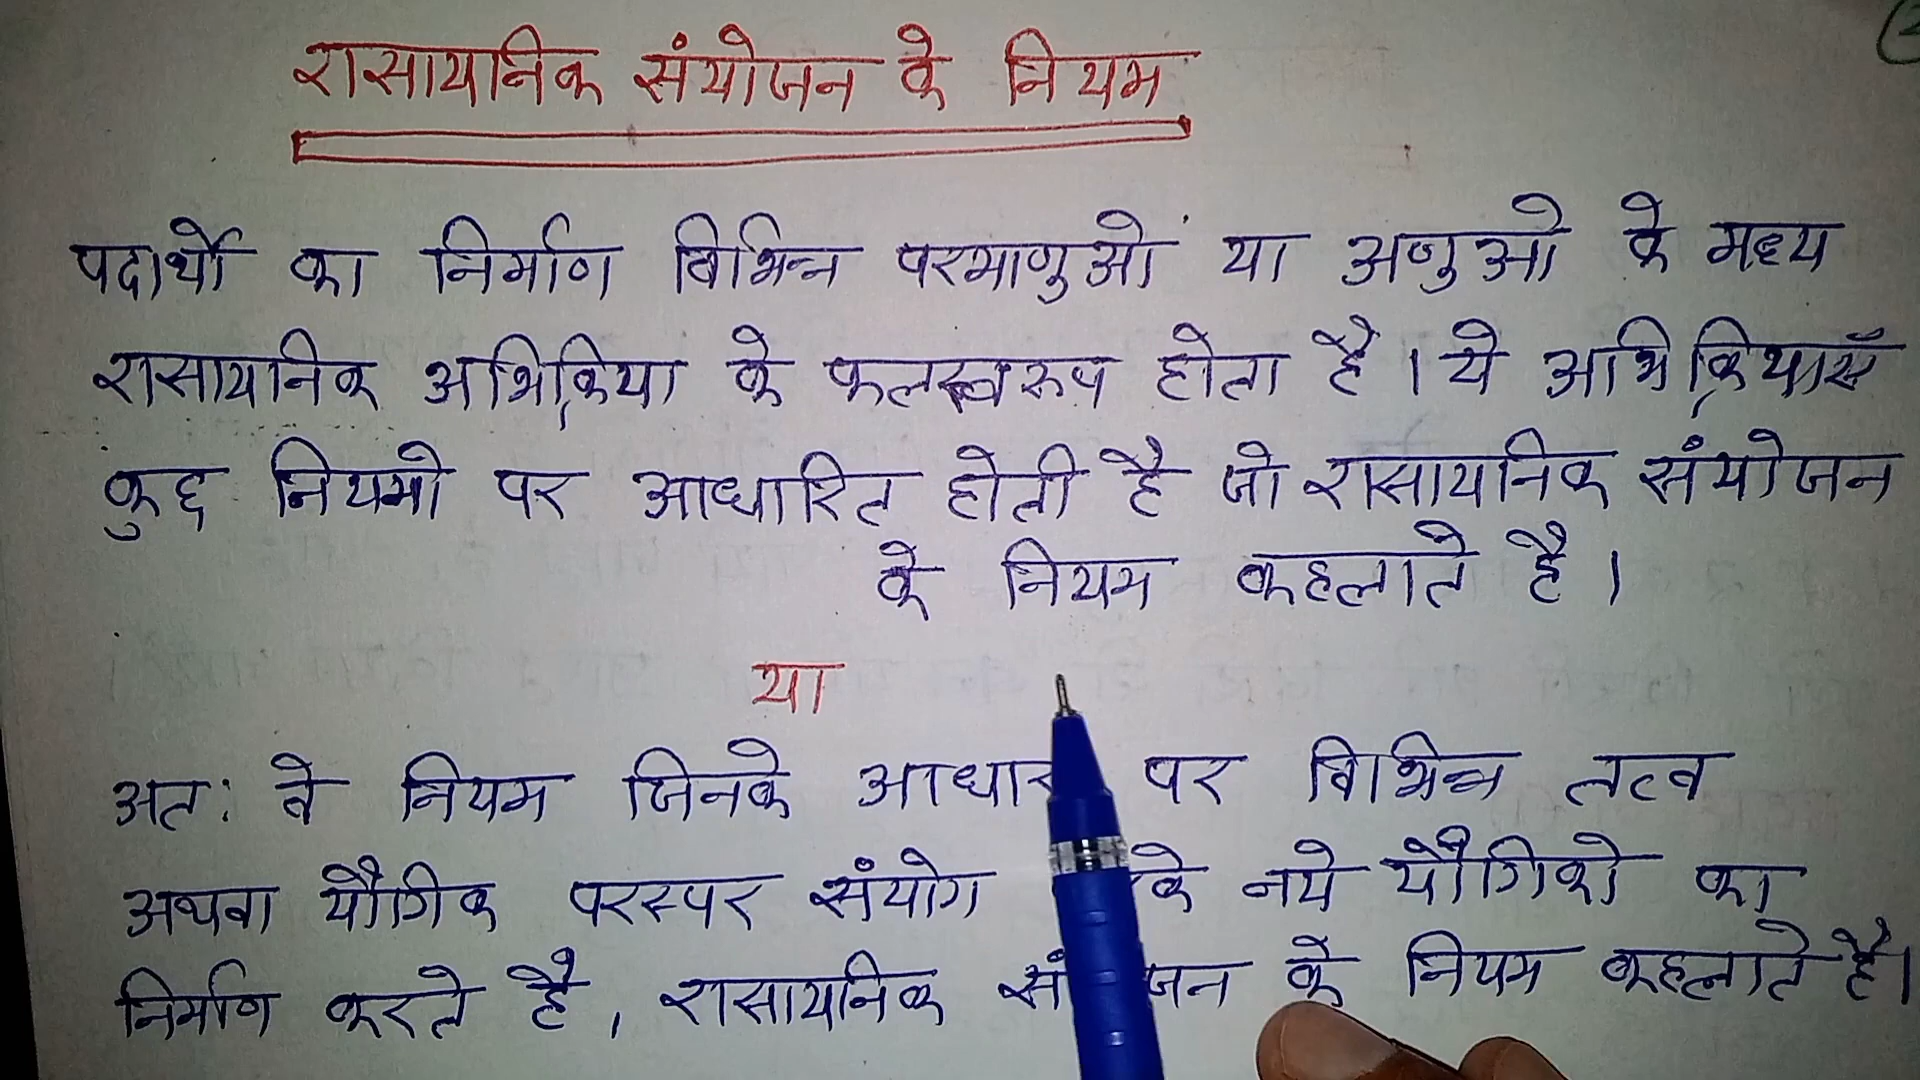 रासायनिक संयोजन के नियम
पदार्थो का निर्माण विभिन्न परमाणुओं या अणुओ के मध्य
रासायनिक अभिक्रिया के फलस्वरुप होता है । ये अभिक्रियाएँ
कुछ नियमो पर आधारित होती है जो रासायनिक संयोजन
के नियम कहलाते है ।
या
अत: वे नियम जिनके आधार पर विभिन्न तत्व
अथवा यौगिक परस्पर संयोग नये यौगिको का
निर्माण करते है , रासायनिक के नियम कहलाते है।